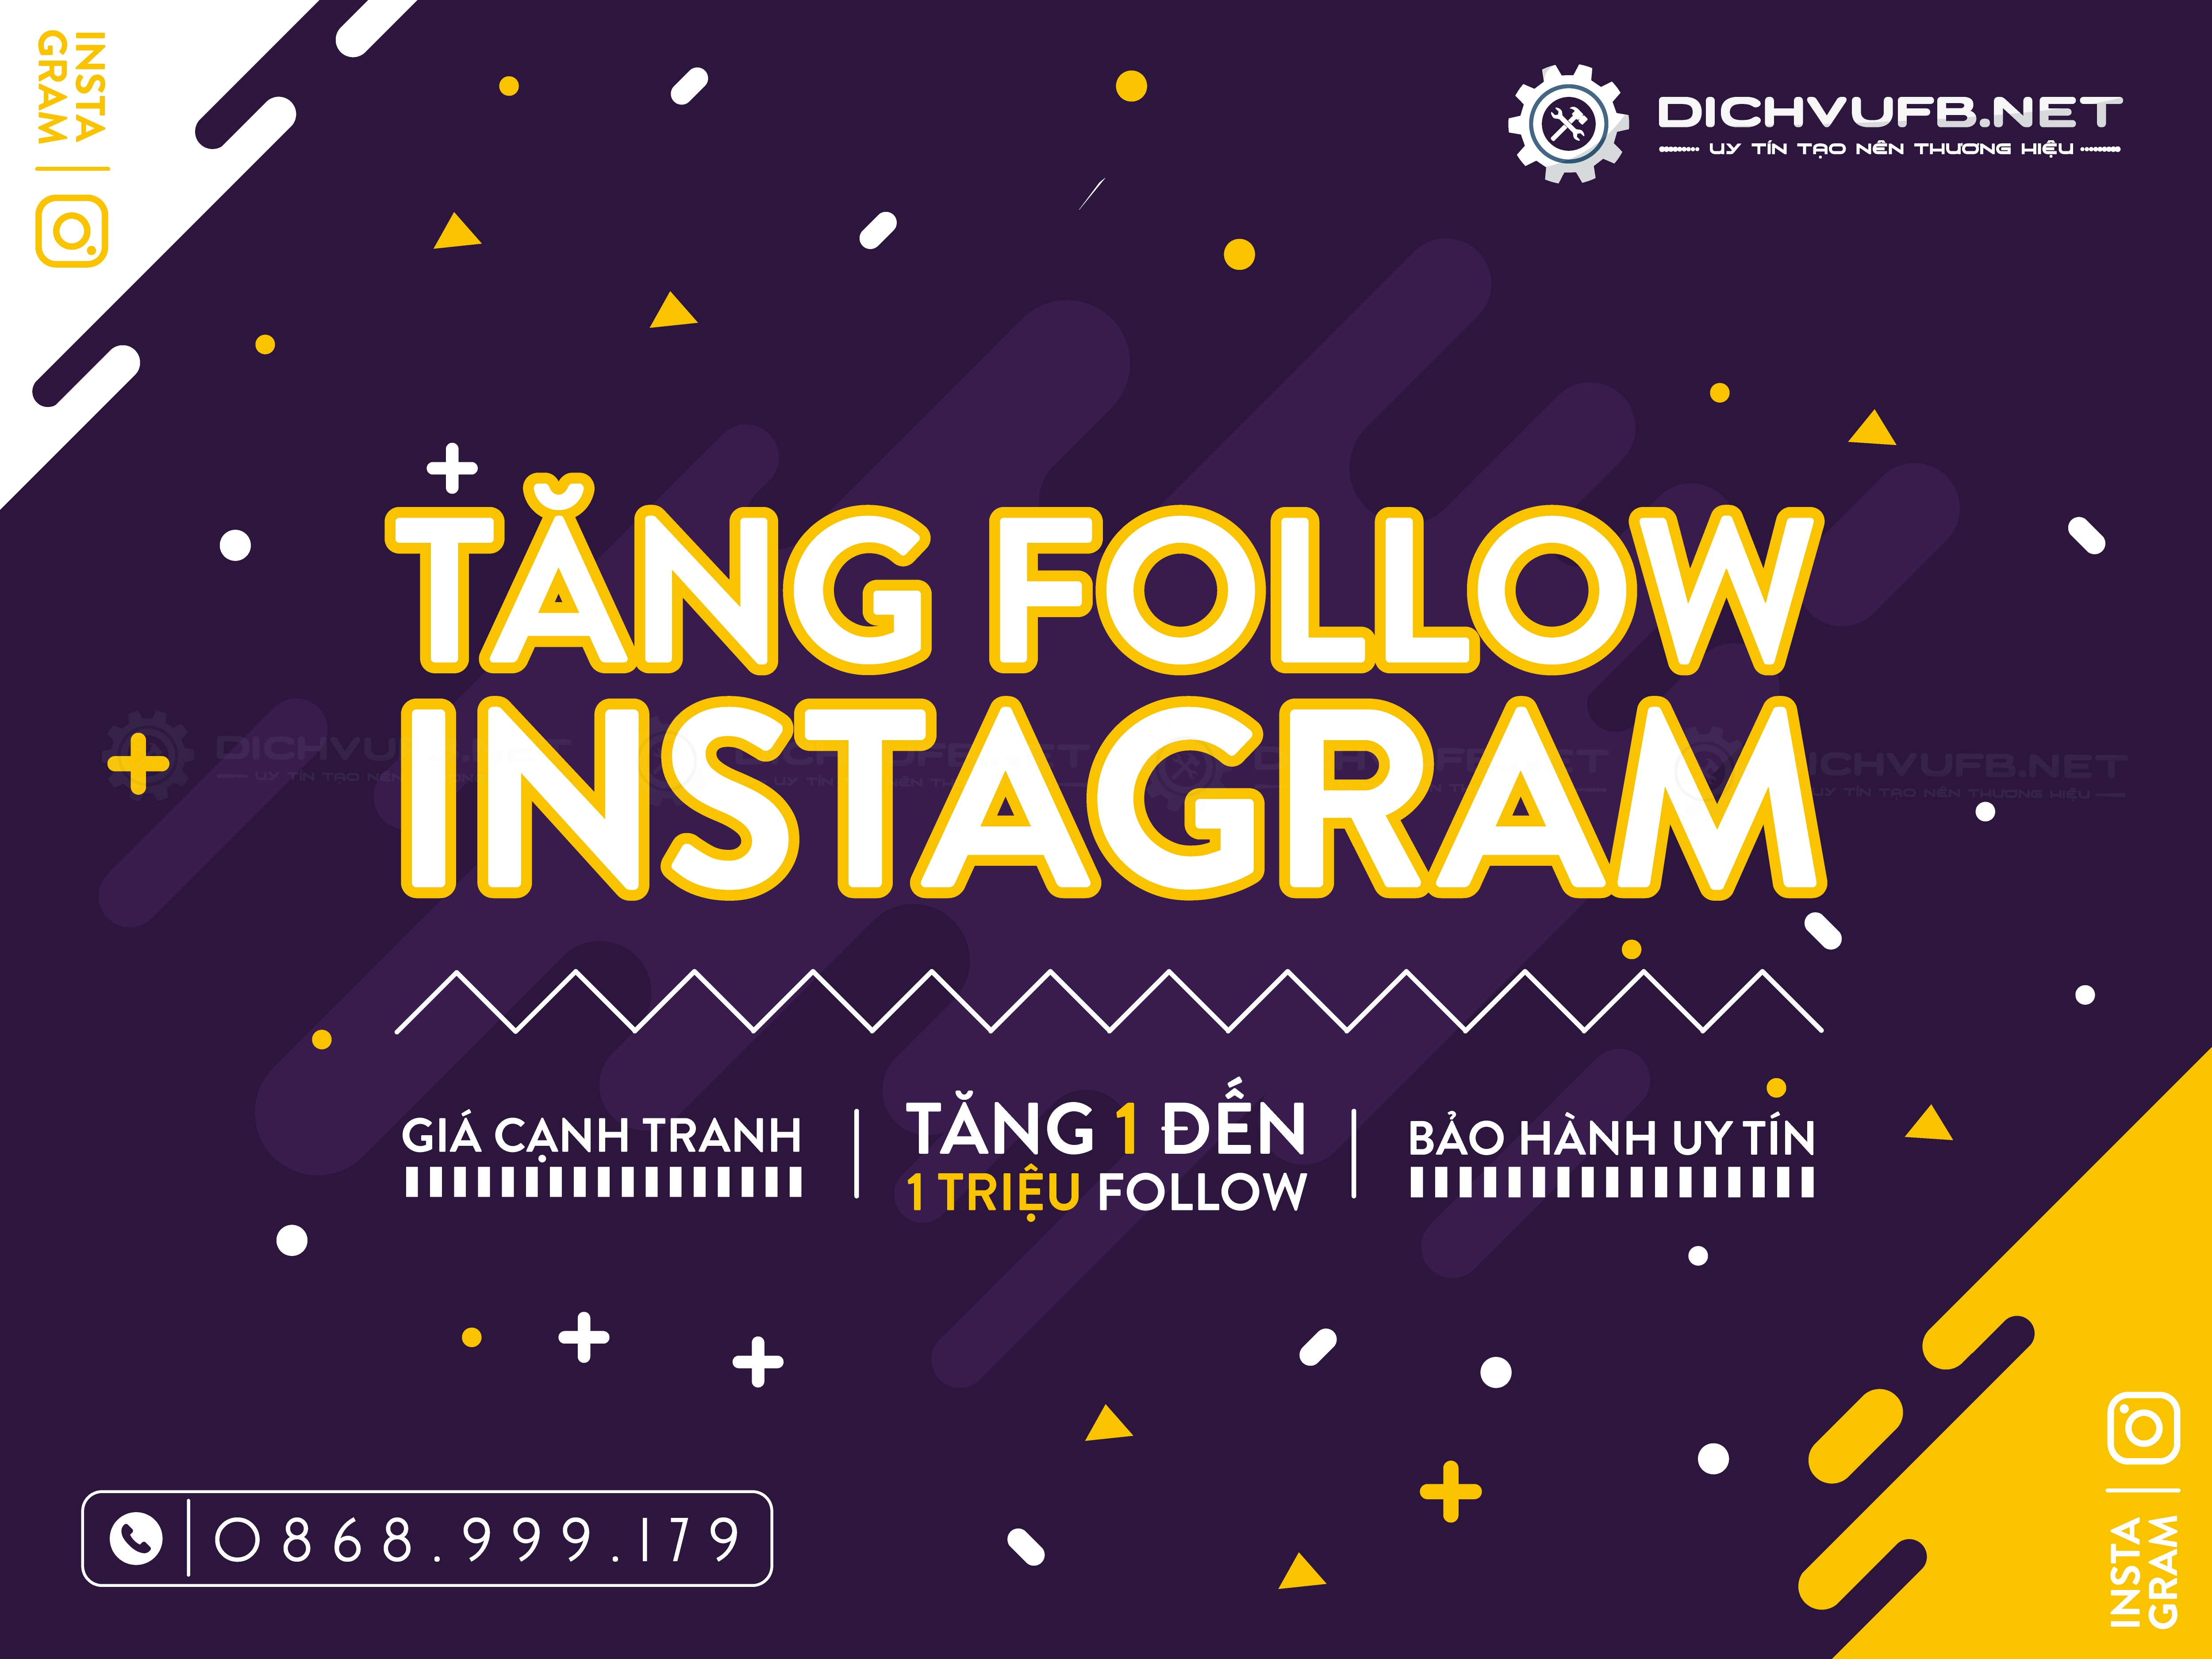 INSTA
GRAM
DICHVUFB.NET
UY TÍN TẠO NÊN THƯƠNG HIỆU
TĂNG FOLLOW
INSTAGRAM
GIÁ CẠNH TRANH
TĂNG 1 ĐẾN
1 TRIỆU FOLLOW
BẢO HÀNH UY TÍN
0868.999.179
INSTA
GRAM